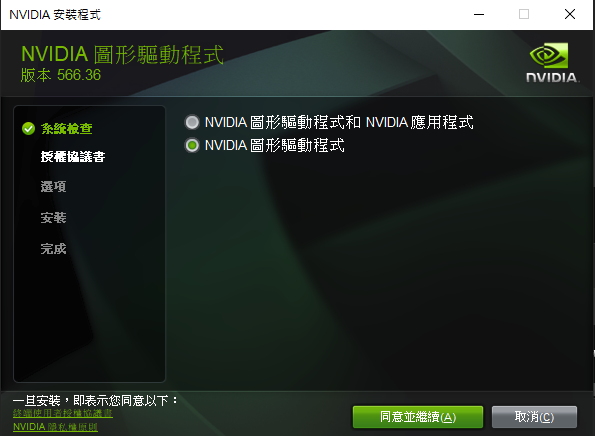 NVIDIA 安裝程式
NVIDIA 圖形驅動程式
版本 566.36
NVIDIA
系統檢查
授權協議書
選項
安裝
完成
NVIDIA 圖形驅動程式和 NVIDIA 應用程式
NVIDIA 圖形驅動程式
一旦安裝，即表示您同意以下：
終端使用者授權協議書
NVIDIA 隱私權原則
同意並繼續(A)
取消(C)